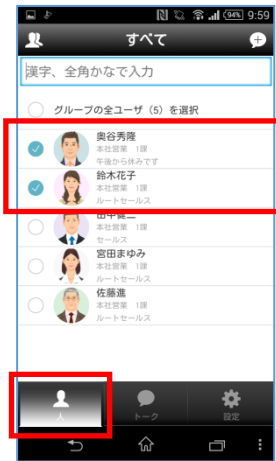 94% 9:59
すべて
漢字、全角かなで入力
グループの全ユーザ（5）を選択
奥谷秀隆
本社営業 1課
午後から休みです
鈴木花子
本社営業 1課
ルートセールス
田中健二
本社営業 1課
セールス
宮田まゆみ
本社営業 1課
ルートセールス
佐藤進
本社営業 1課
ルートセールス
人
トーク
設定